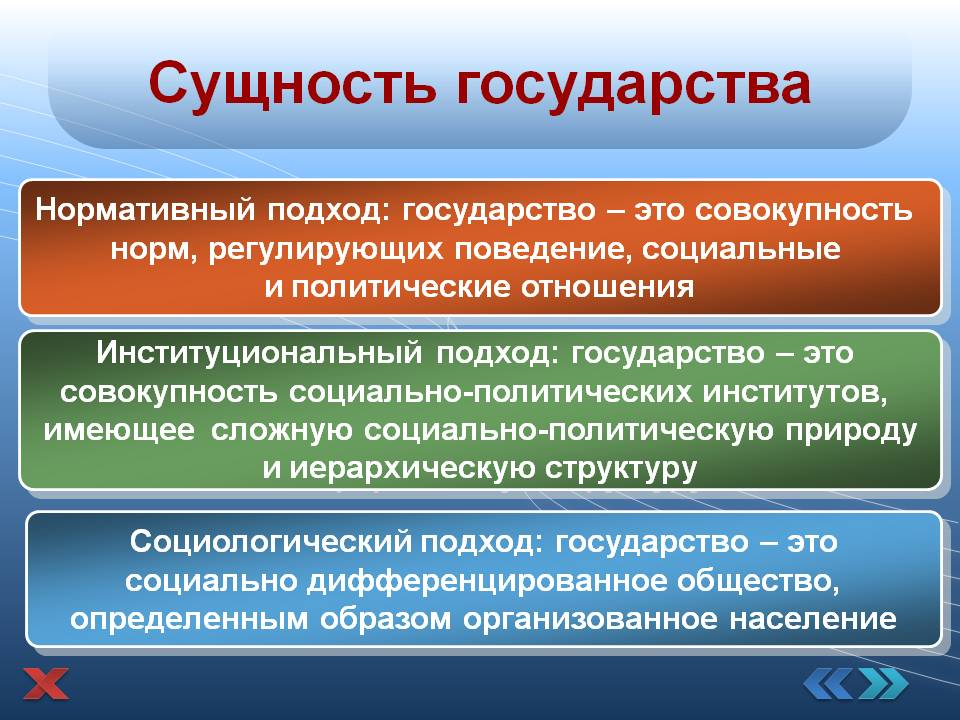 Сущность государства
Нормативный подход: государство – это совокупность
норм, регулирующих поведение, социальные
и политические отношения
Институциональный подход: государство – это
совокупность социально-политических институтов,
имеющее сложную социально-политическую природу
и иерархическую структуру
Социологический подход: государство – это
социально дифференцированное общество,
определенным образом организованное население